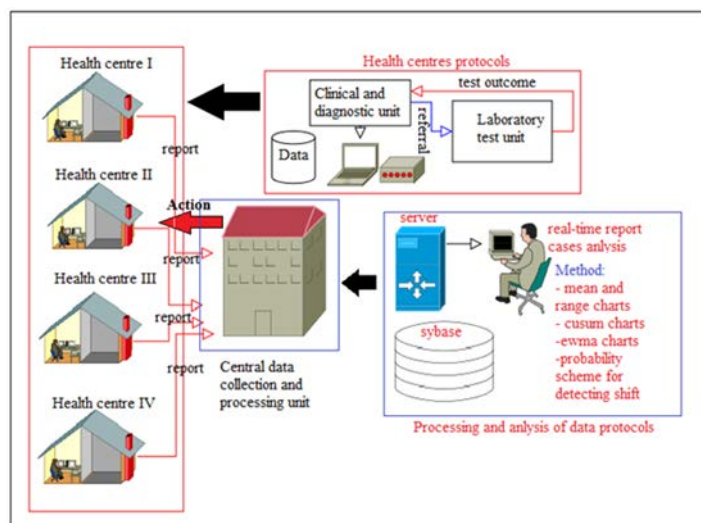 Health centre I
report
Health centre II
Action
report
Health centre III
report
Health centre IV
report
Health centres protocols
test outcome
Clinical and
diagnostic unit
referral
Laboratory
test unit
Data
Central data
collection and
processing unit
server
sybase
real-time report
cases anlysis
Method:
- mean and
range charts
- cusum charts
-ewma charts
-probability
scheme for
detecting shift
Processing and anlysis of data protocols